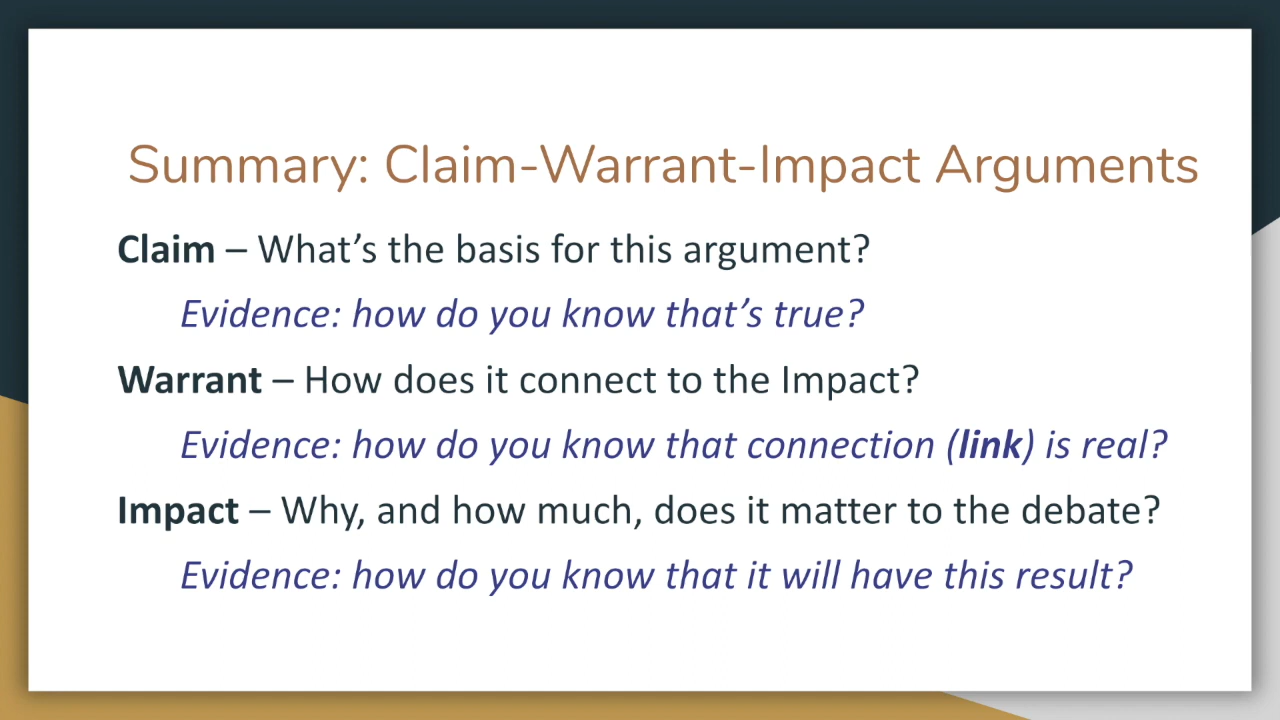 Summary: Claim-Warrant-Impact Arguments
Claim – What’s the basis for this argument?
Evidence: how do you know that’s true?
Warrant – How does it connect to the Impact?
Evidence: how do you know that connection (link) is real?
Impact – Why, and how much, does it matter to the debate?
Evidence: how do you know that it will have this result?